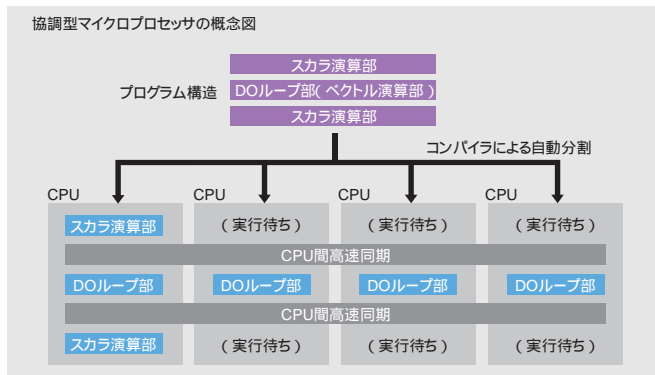 協調型マイクロプロセッサの概念図
スカラ演算部
プログラム構造 DOループ部(ベクトル演算部)
スカラ演算部
コンパイラによる自動分割
CPU CPU CPU CPU
スカラ演算部 (実行待ち) (実行待ち) (実行待ち)
CPU間高速同期
DOループ部 DOループ部 DOループ部 DOループ部
CPU間高速同期
スカラ演算部 (実行待ち) (実行待ち) (実行待ち)